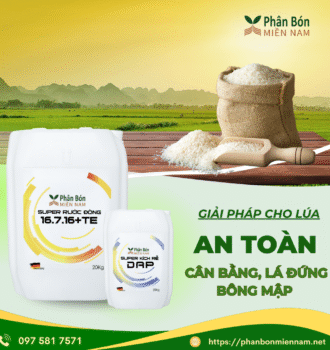 Phân Bón
MIỀN NAM
Phân Bón
MIỀN NAM
SUPER RƯỚC ĐÒNG
16.7.16+TE
20Kg
Phân Bón
MIỀN NAM
SUPER KÍCH RỄ
DAP
GIẢI PHÁP CHO LÚA
AN TOÀN
CÂN BẰNG, LÁ ĐỨNG
BÔNG MẬP
097 581 7571
https://phanbonmiennam.net